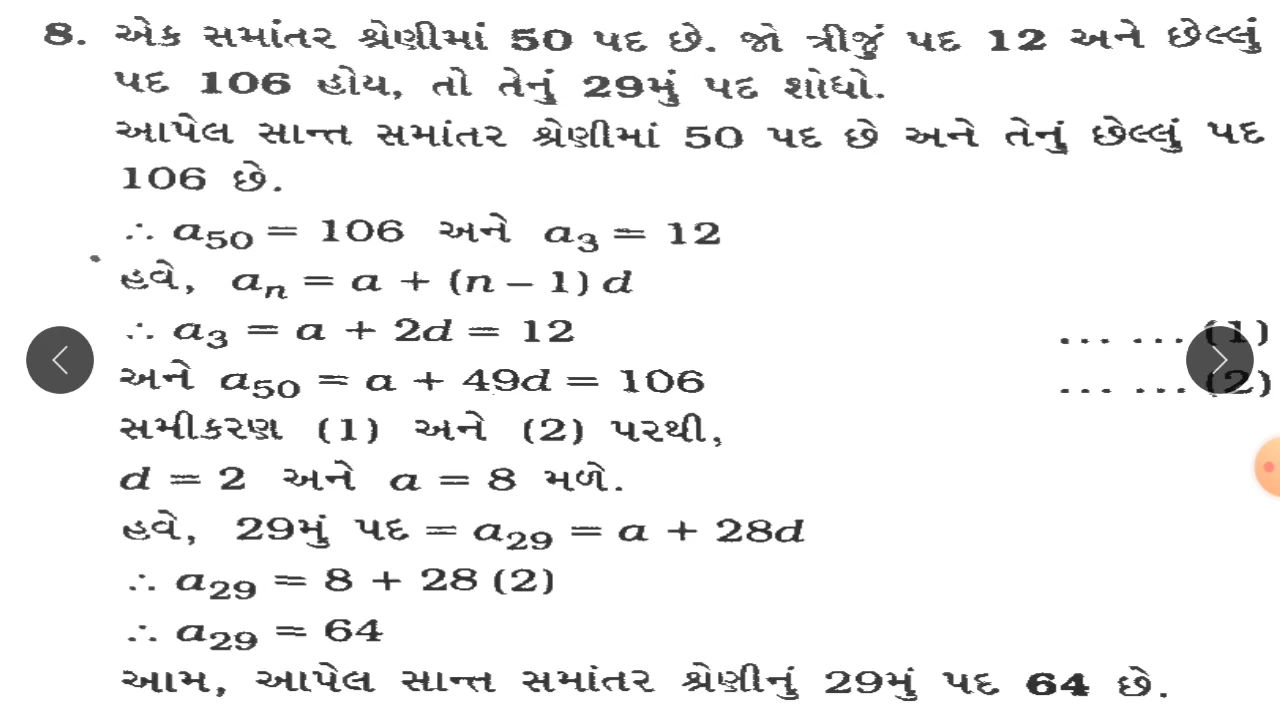 8. એક સમાંતર શ્રેણીમાં 50 પદ છે. જો ત્રીજું પદ 12 અને છેલ્લું
પદ 106 હોય, તો તેનું 29મું પદ શોધો.
આપેલ સાન્ત સમાંતર શ્રેણીમાં 50 પદ છે અને તેનું છેલ્લું પદ
106 છે.
∴ a₅₀ = 106 અને a₃ = 12
હવે, aₙ = a + (n – 1) d
∴ a₃ = a + 2d = 12 ... ... (1)
અને a₅₀ = a + 49d = 106 ... ... (2)
સમીકરણ (1) અને (2) પરથી,
d = 2 અને a = 8 મળે.
હવે, 29મું પદ = a₂₉ = a + 28d
∴ a₂₉ = 8 + 28 (2)
∴ a₂₉ = 64
આમ, આપેલ સાન્ત સમાંતર શ્રેણીનું 29મું પદ 64 છે.